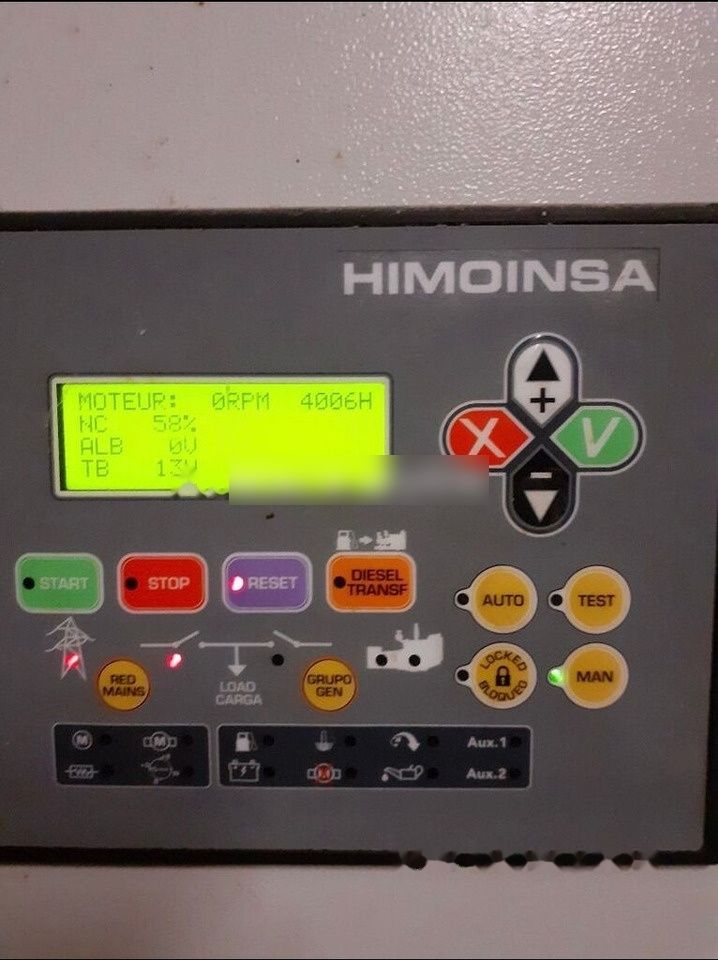 HIMOINSA
MOTEUR: 0RPM 4006H
NC 58%
ALB 0V
TB 13V
+
X V
-
START STOP RESET DIESEL TRANSF
AUTO TEST
RED MAINS
LOAD CARGA
GRUPO GEN
LOCKED BLOQUEO
MAN
M M
Aux.1
Aux.2